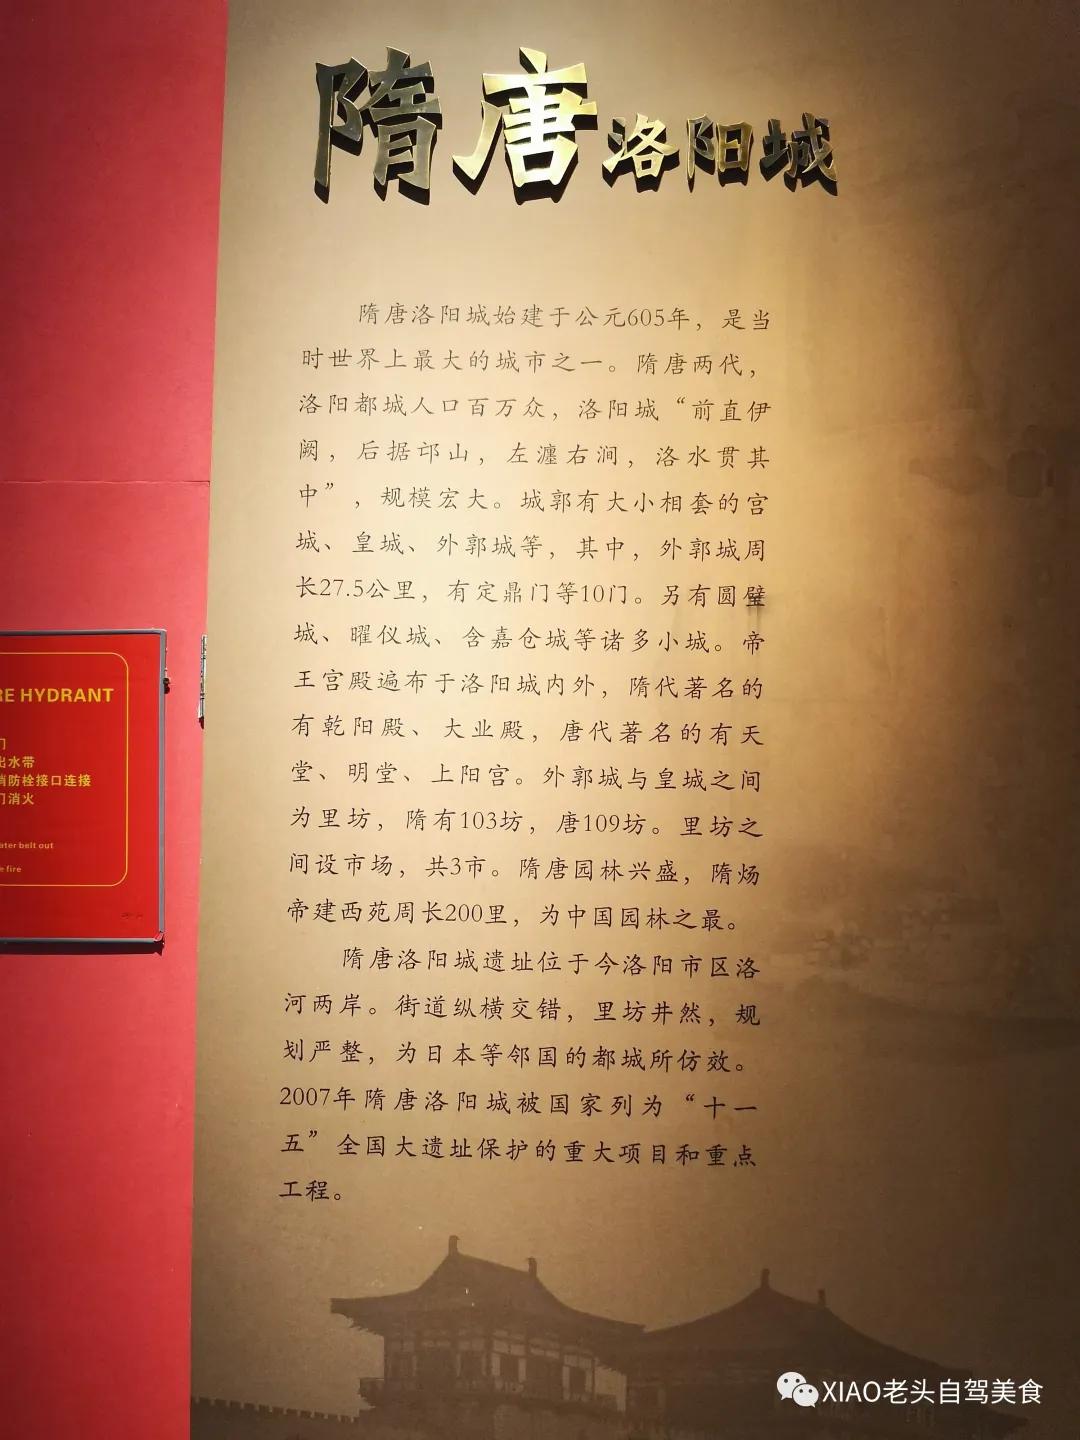 隋唐洛阳城
隋唐洛阳城始建于公元605年，是当
时世界上最大的城市之一。隋唐两代，
洛阳都城人口百万众，洛阳城“前直伊
阙，后据邙山，左瀍右涧，洛水贯其
中”，规模宏大。城郭有大小相套的宫
城、皇城、外郭城等，其中，外郭城周
长27.5公里，有定鼎门等10门。另有圆璧
城、曜仪城、含嘉仓城等诸多小城。帝
王宫殿遍布于洛阳城内外，隋代著名的
有乾阳殿、大业殿，唐代著名的有天
堂、明堂、上阳宫。外郭城与皇城之间
为里坊，隋有103坊，唐109坊。里坊之
间设市场，共3市。隋唐园林兴盛，隋炀
帝建西苑周长200里，为中国园林之最。
隋唐洛阳城遗址位于今洛阳市区洛
河两岸。街道纵横交错，里坊井然，规
划严整，为日本等邻国的都城所仿效。
2007年隋唐洛阳城被国家列为“十一
五”全国大遗址保护的重大项目和重点
工程。
RE HYDRANT
门
出水带
消防栓接口连接
门消火
ater belt out
e fire
XIAO老头自驾美食